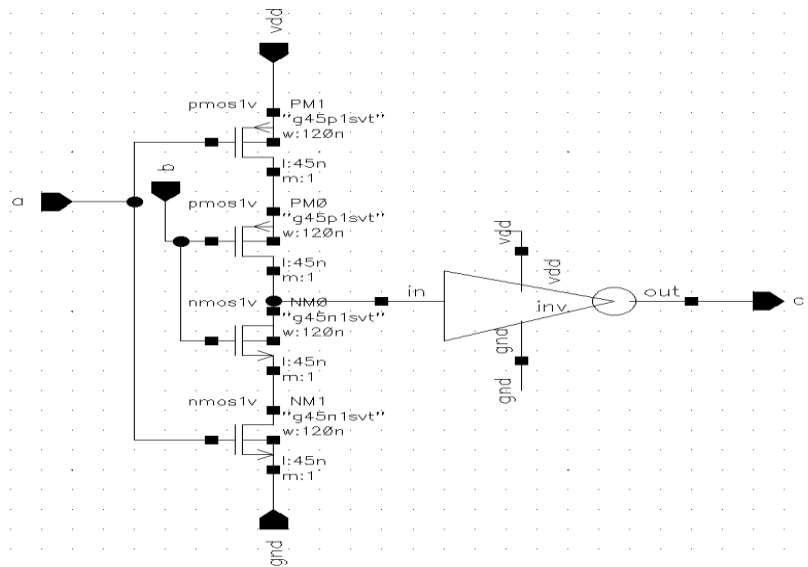 vdd
pmos1v PM1
"g45p1svt"
w:120n
l:45n
m:1
b
a
pmos1v PM0
"g45p1svt"
w:120n
l:45n
m:1
nmos1v NM0
"g45n1svt"
w:120n
l:45n
m:1
nmos1v NM1
"g45n1svt"
w:120n
l:45n
m:1
gnd
in
vdd
vdd
inv
gnd
gnd
out
c